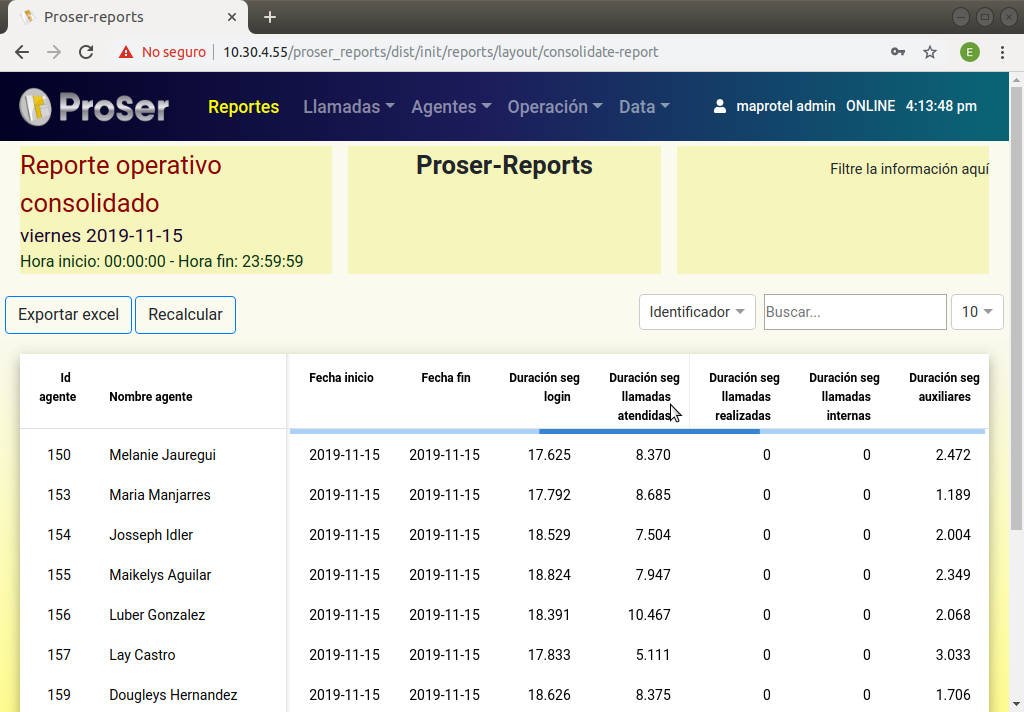 Proser-reports
No seguro
10.30.4.55/proser_reports/dist/init/reports/layout/consolidate-report
E
ProSer
Reportes Llamadas Agentes Operación Data
maprotel admin ONLINE 4:13:48 pm
Reporte operativo
consolidado
viernes 2019-11-15
Hora inicio: 00:00:00 - Hora fin: 23:59:59
Proser-Reports
Filtre la información aquí
Exportar excel Recalcular
Identificador Buscar... 10
Id agente Nombre agente Fecha inicio Fecha fin Duración seg login Duración seg llamadas atendidas Duración seg llamadas realizadas Duración seg llamadas internas Duración seg auxiliares
150 Melanie Jauregui 2019-11-15 2019-11-15 17.625 8.370 0 0 2.472
153 Maria Manjarres 2019-11-15 2019-11-15 17.792 8.685 0 0 1.189
154 Josseph Idler 2019-11-15 2019-11-15 18.529 7.504 0 0 2.004
155 Maikelys Aguilar 2019-11-15 2019-11-15 18.824 7.947 0 0 2.349
156 Luber Gonzalez 2019-11-15 2019-11-15 18.391 10.467 0 0 2.068
157 Lay Castro 2019-11-15 2019-11-15 17.833 5.111 0 0 3.033
159 Dougleys Hernandez 2019-11-15 2019-11-15 18.626 8.375 0 0 1.706